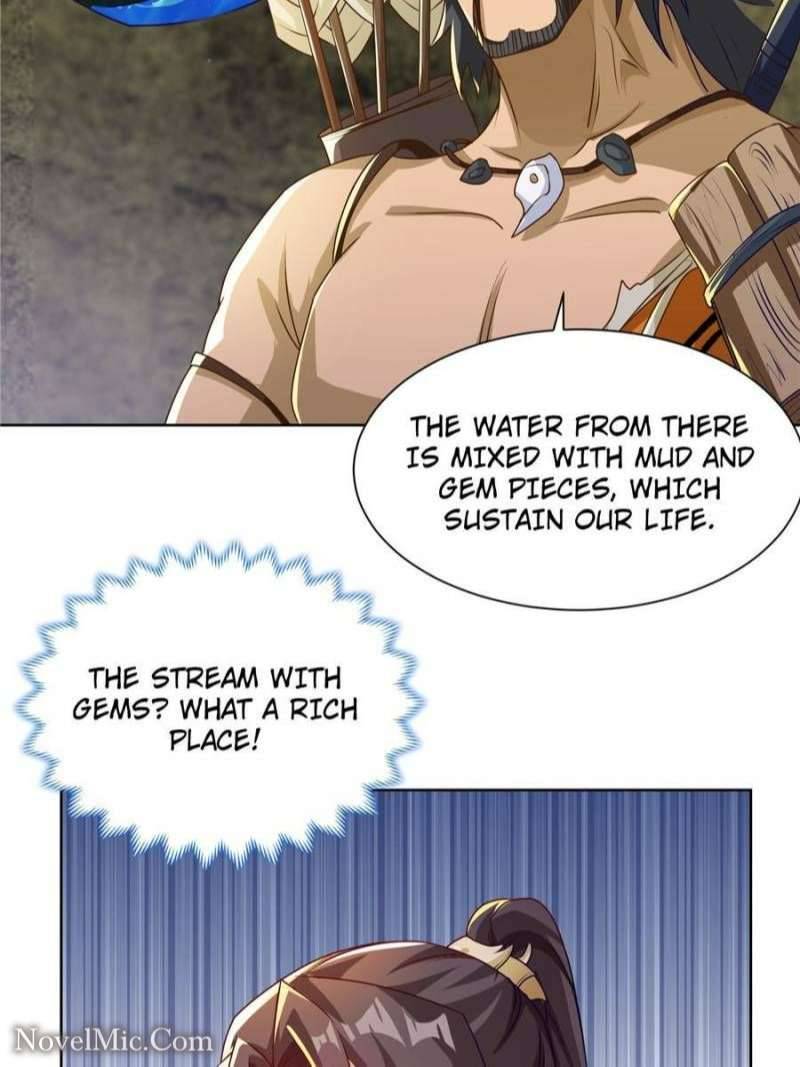 THE WATER FROM THERE
IS MIXED WITH MUD AND
GEM PIECES, WHICH
SUSTAIN OUR LIFE.
THE STREAM WITH
GEMS? WHAT A RICH
PLACE!
NovelMic.Com